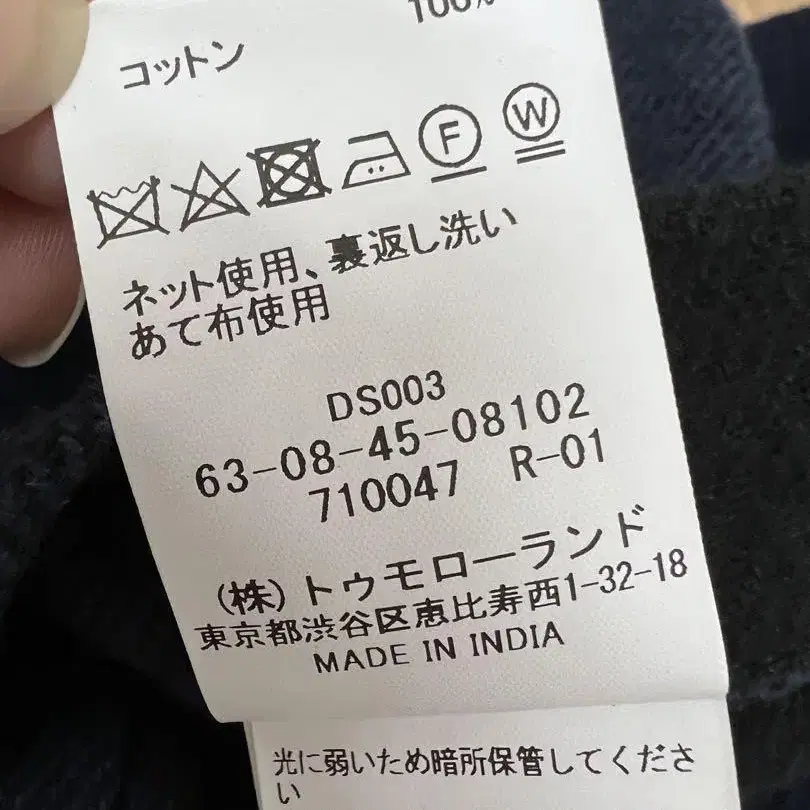 100%
コットン
F W
ネット使用、裏返し洗い
あて布使用
DS003
63-08-45-08102
710047 R-01
(株)トゥモローランド
東京都渋谷区恵比寿西1-32-18
MADE IN INDIA
光に弱いため暗所保管してくださ
い